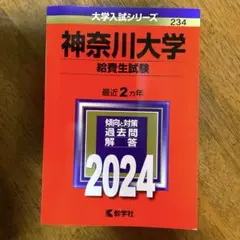 大学入試シリーズ
234
神奈川大学
給費生試験
最近2ヵ年
傾向と対策
過去問
解答
2024
教学社